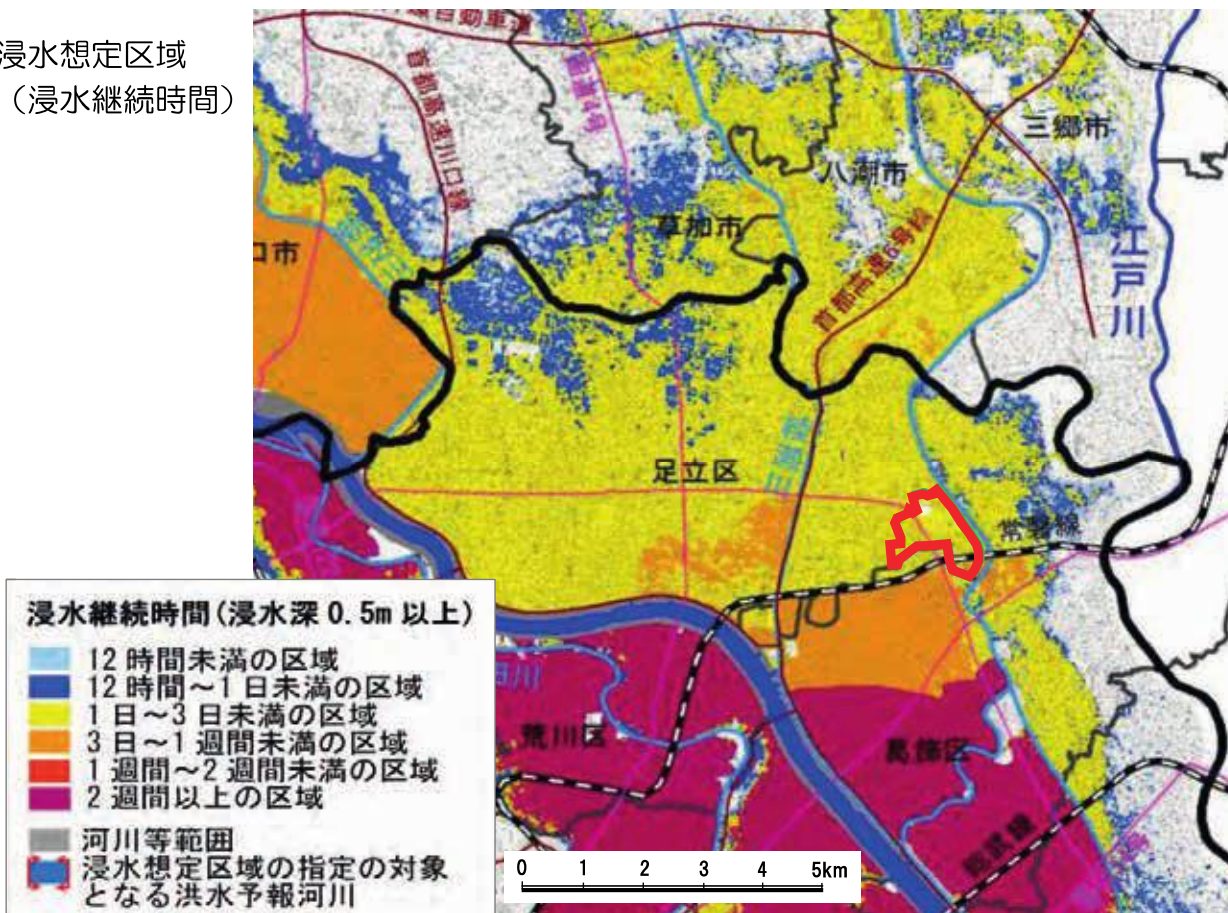 浸水想定区域
（浸水継続時間）
首都高速川口線
国道4号
三郷市
八潮市
草加市
口市
首都高速6号線
江戸川
足立区
常磐線
荒川区
葛飾区
総武線
浸水継続時間(浸水深 0.5m 以上)
12 時間未満の区域
12 時間～1 日未満の区域
1 日～3 日未満の区域
3 日～1 週間未満の区域
1 週間～2 週間未満の区域
2 週間以上の区域
河川等範囲
浸水想定区域の指定の対象
となる洪水予報河川
0 1 2 3 4 5km